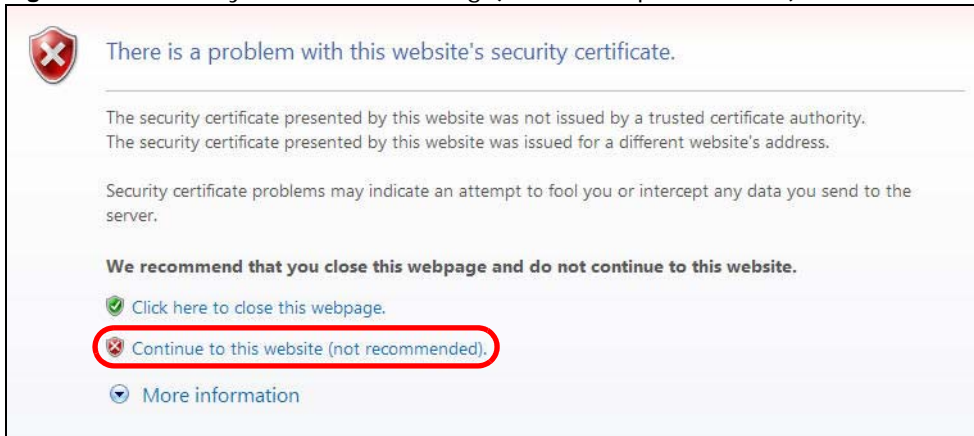 There is a problem with this website's security certificate.
The security certificate presented by this website was not issued by a trusted certificate authority.
The security certificate presented by this website was issued for a different website's address.
Security certificate problems may indicate an attempt to fool you or intercept any data you send to the
server.
We recommend that you close this webpage and do not continue to this website.
Click here to close this webpage.
Continue to this website (not recommended).
More information